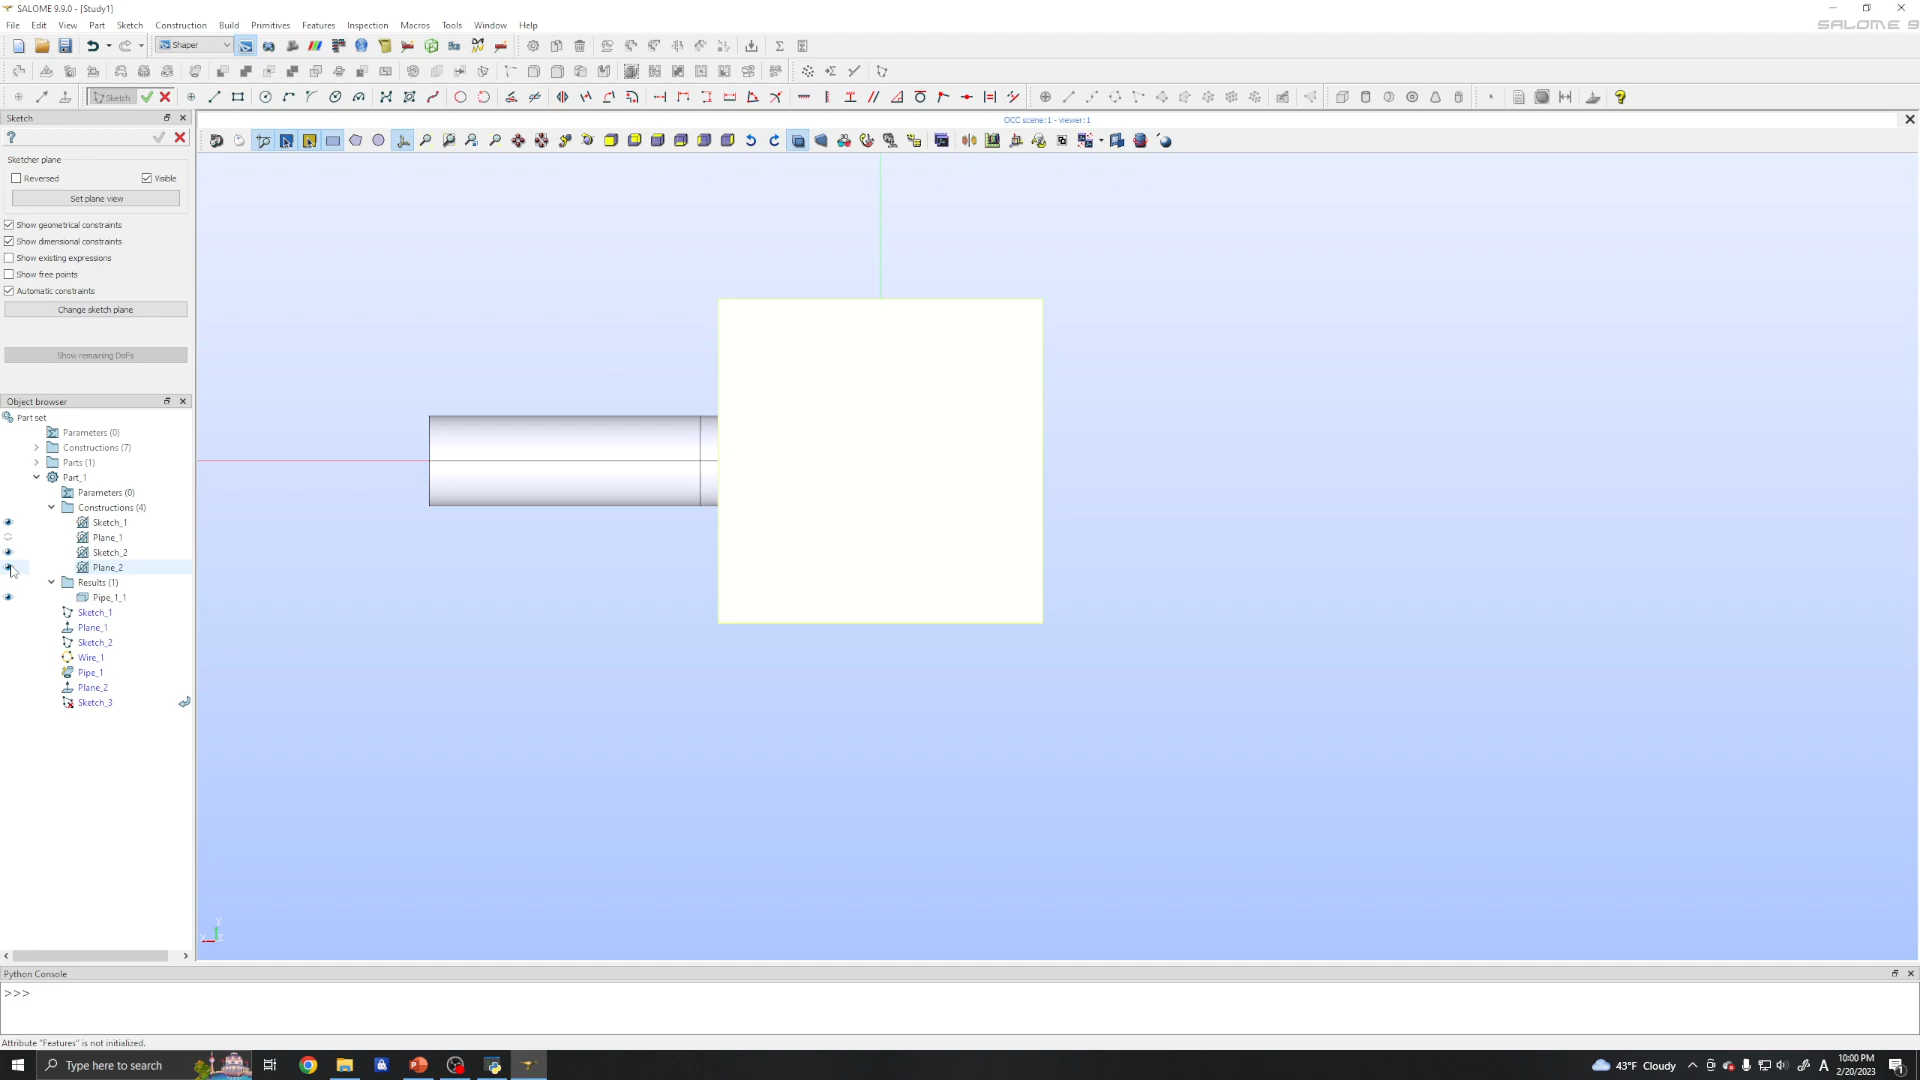 SALOME 9.9.0 - [Study1]
File Edit View Part Sketch Construction Build Primitives Features Inspection Macros Tools Window Help
SALOME 9
Shaper
Sketch
Sketch
OCC scene:1 - viewer:1
Sketcher plane
Reversed Visible
Set plane view
Show geometrical constraints
Show dimensional constraints
Show existing expressions
Show free points
Automatic constraints
Change sketch plane
Show remaining DoFs
Object browser
Part set
Parameters (0)
Constructions (7)
Parts (1)
Part_1
Parameters (0)
Constructions (4)
Sketch_1
Plane_1
Sketch_2
Plane_2
Results (1)
Pipe_1_1
Sketch_1
Plane_1
Sketch_2
Wire_1
Pipe_1
Plane_2
Sketch_3
Y
Python Console
>>>
Attribute "Features" is not initialized.
Type here to search
43°F Cloudy
A
10:00 PM
2/20/2023
1